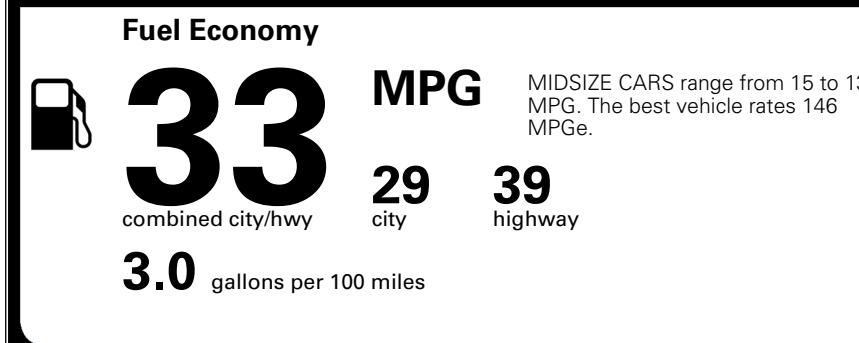 Fuel Economy
33
MPG
MIDSIZE CARS range from 15 to
MPG. The best vehicle rates 146
MPGe.
combined city/hwy
29
city
39
highway
3.0 gallons per 100 miles